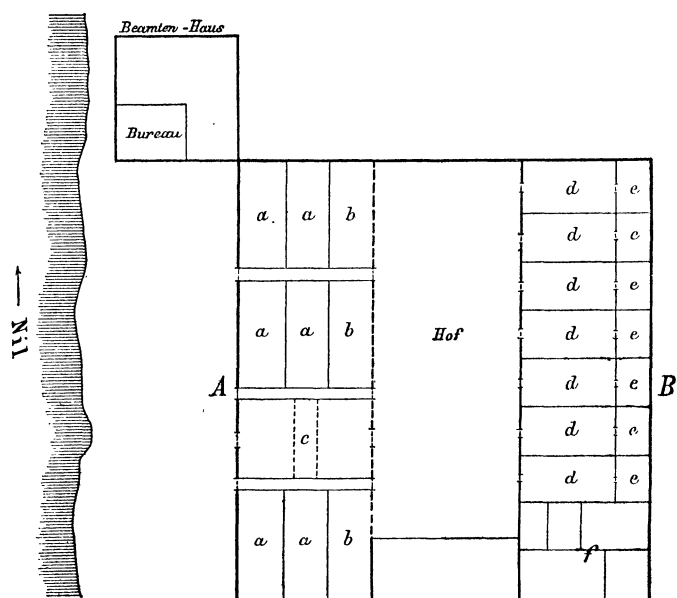 Beamten-Haus
Bureau
a. a b d e
d c
Nil a a b Hof d e
d e
A d e B
c d c
d e
a a b f